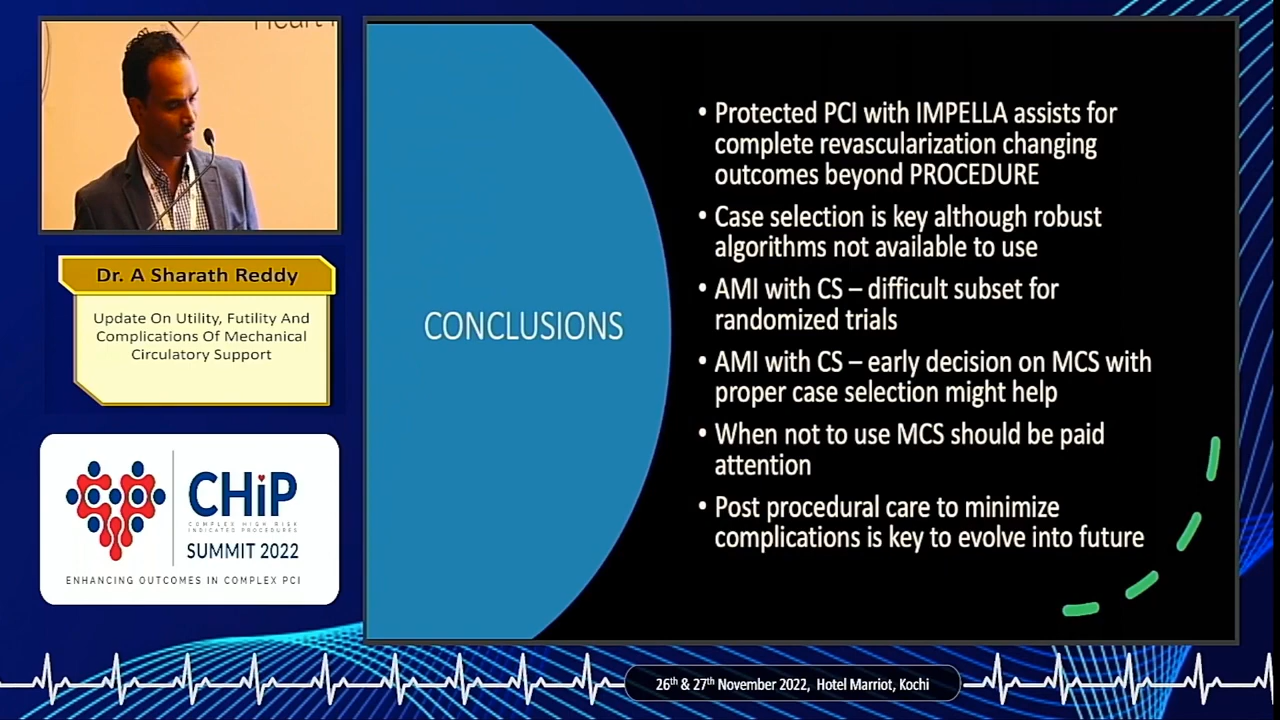 Heart
Dr. A Sharath Reddy
Update On Utility, Futility And
Complications Of Mechanical
Circulatory Support
CHiP
COMPLEX HIGH RISK
INDICATED PROCEDURES
SUMMIT 2022
ENHANCING OUTCOMES IN COMPLEX PCI
CONCLUSIONS
• Protected PCI with IMPELLA assists for
complete revascularization changing
outcomes beyond PROCEDURE
• Case selection is key although robust
algorithms not available to use
• AMI with CS – difficult subset for
randomized trials
• AMI with CS – early decision on MCS with
proper case selection might help
• When not to use MCS should be paid
attention
• Post procedural care to minimize
complications is key to evolve into future
26th & 27th November 2022, Hotel Marriot, Kochi